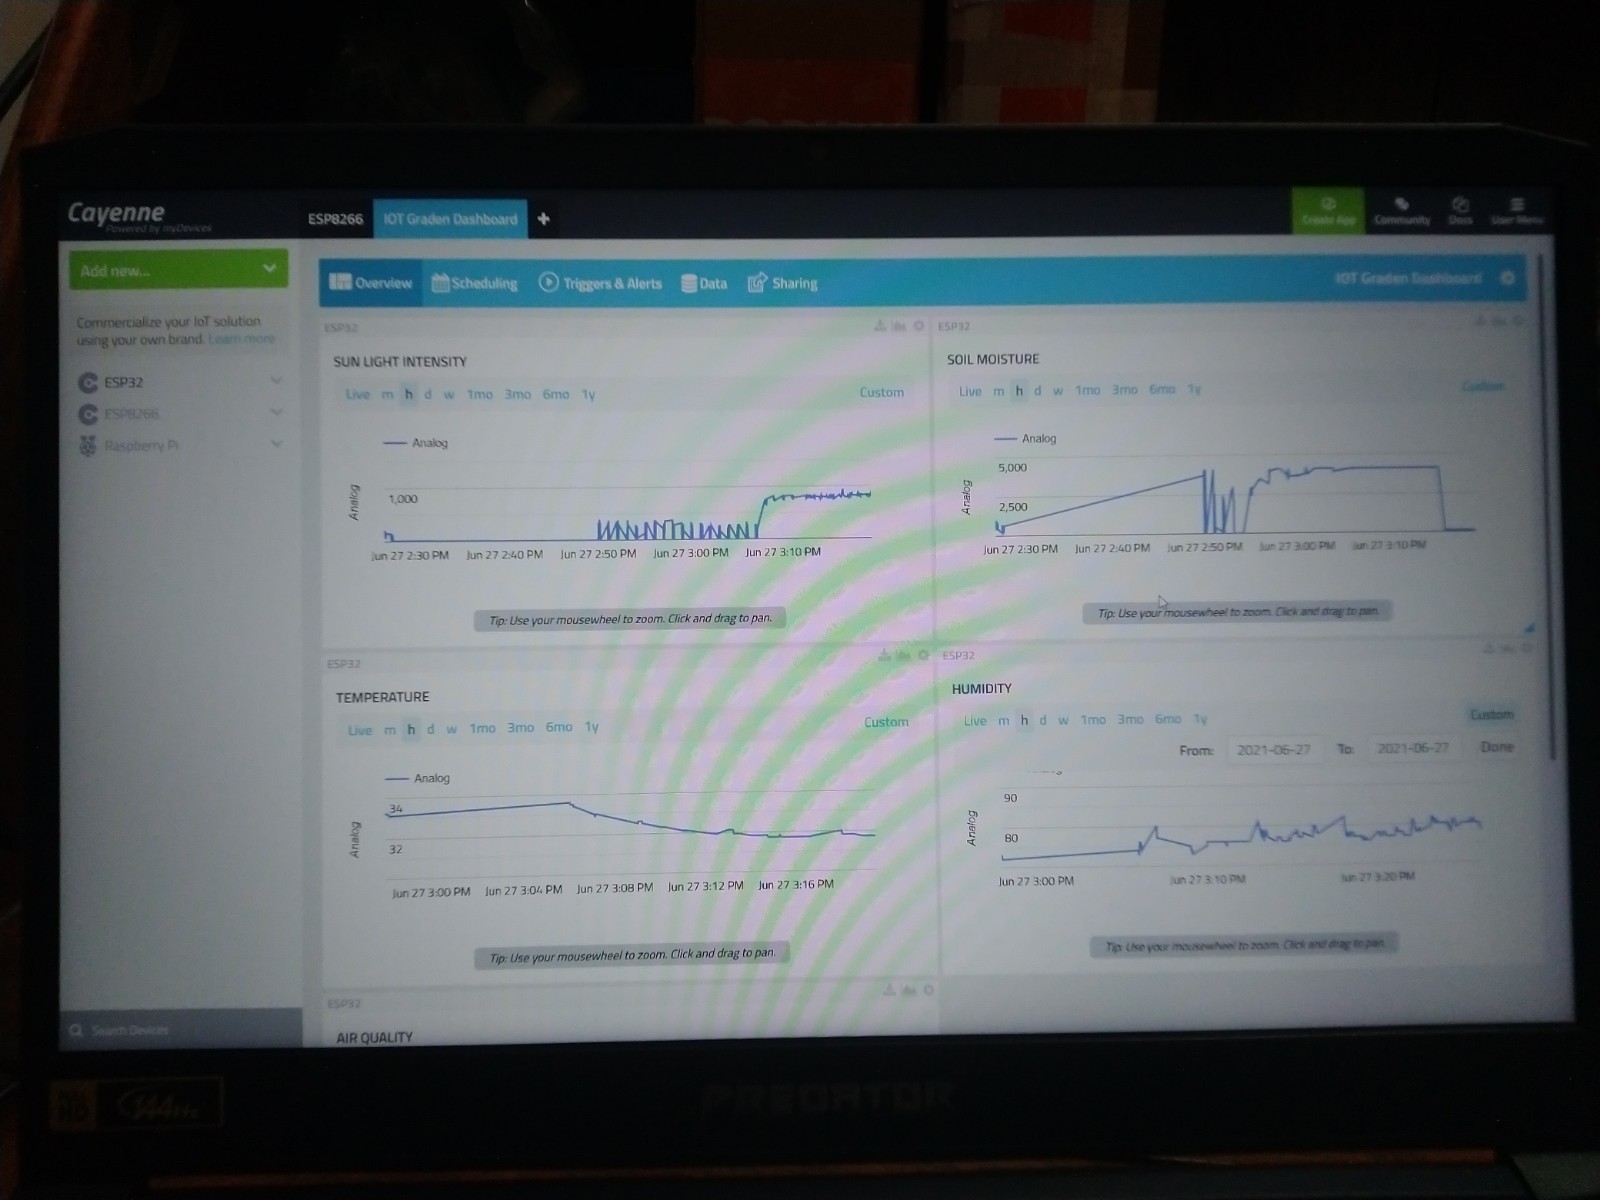 Cayenne
Powered by myDevices
ESP8266
IOT Graden Dashboard
+
Create App
Community
Docs
User Menu
Add new...
Commercialize your IoT solution
using your own brand. Learn more
ESP32
ESP8266
Raspberry Pi
Search Devices
Overview
Scheduling
Triggers & Alerts
Data
Sharing
IOT Graden Dashboard
ESP32
SUN LIGHT INTENSITY
Live m h d w 1mo 3mo 6mo 1y
Custom
Analog
Analog
1,000
Jun 27 2:30 PM Jun 27 2:40 PM Jun 27 2:50 PM Jun 27 3:00 PM Jun 27 3:10 PM
Tip: Use your mousewheel to zoom. Click and drag to pan.
ESP32
SOIL MOISTURE
Live m h d w 1mo 3mo 6mo 1y
Custom
Analog
Analog
5,000
2,500
Jun 27 2:30 PM Jun 27 2:40 PM Jun 27 2:50 PM Jun 27 3:00 PM Jun 27 3:10 PM
Tip: Use your mousewheel to zoom. Click and drag to pan.
ESP32
TEMPERATURE
Live m h d w 1mo 3mo 6mo 1y
Custom
Analog
Analog
34
32
Jun 27 3:00 PM Jun 27 3:04 PM Jun 27 3:08 PM Jun 27 3:12 PM Jun 27 3:16 PM
Tip: Use your mousewheel to zoom. Click and drag to pan.
ESP32
HUMIDITY
Live m h d w 1mo 3mo 6mo 1y
Custom
From: 2021-06-27 To: 2021-06-27 Done
Analog
90
80
Jun 27 3:00 PM Jun 27 3:10 PM Jun 27 3:20 PM
Tip: Use your mousewheel to zoom. Click and drag to pan.
ESP32
AIR QUALITY
144Hz
PREDATOR